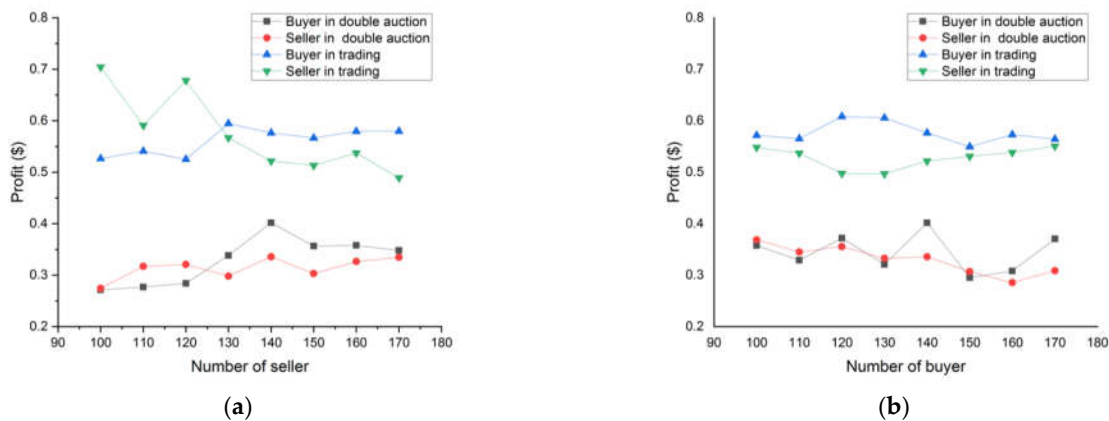 0.8
0.7
0.6
0.5
0.4
0.3
0.2
Profit ($)
90 100 110 120 130 140 150 160 170 180
Number of seller
Buyer in double auction
Seller in double auction
Buyer in trading
Seller in trading
(a)
0.8
0.7
0.6
0.5
0.4
0.3
0.2
Profit ($)
90 100 110 120 130 140 150 160 170 180
Number of buyer
Buyer in double auction
Seller in double auction
Buyer in trading
Seller in trading
(b)